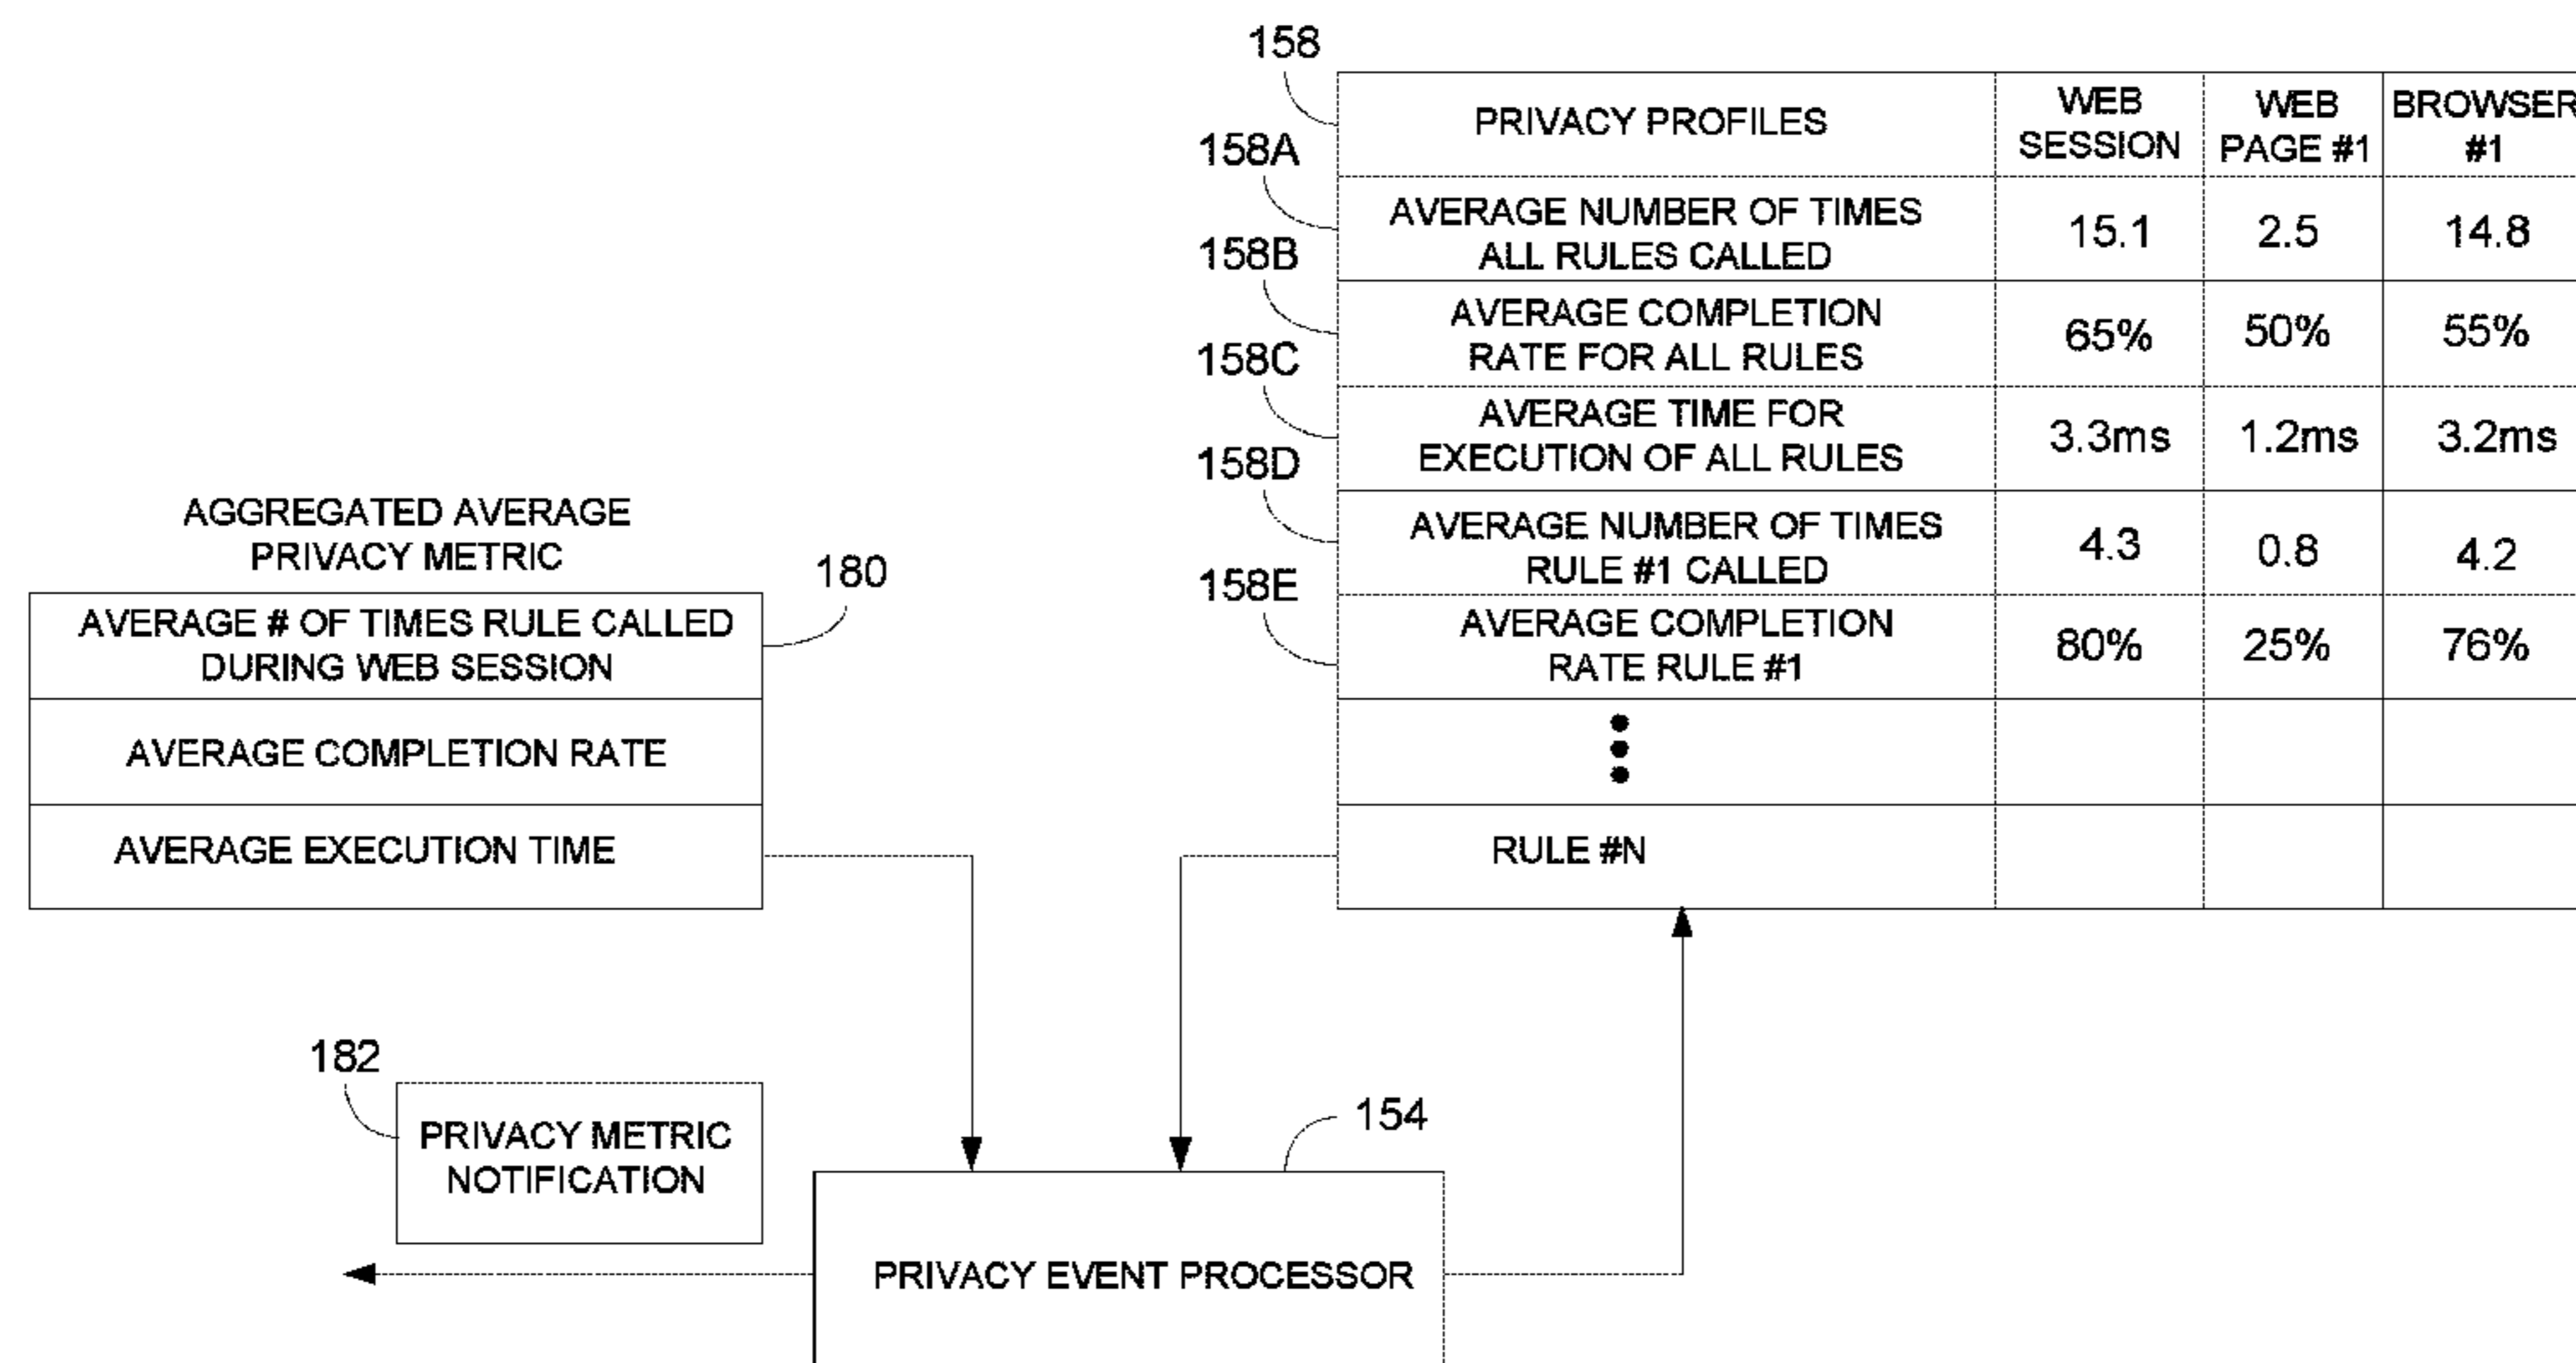 158
PRIVACY PROFILES
WEB
SESSION
WEB
PAGE #1
BROWSER
#1
158A
AVERAGE NUMBER OF TIMES
ALL RULES CALLED
15.1
2.5
14.8
158B
AVERAGE COMPLETION
RATE FOR ALL RULES
65%
50%
55%
158C
AVERAGE TIME FOR
EXECUTION OF ALL RULES
3.3ms
1.2ms
3.2ms
158D
AVERAGE NUMBER OF TIMES
RULE #1 CALLED
4.3
0.8
4.2
158E
AVERAGE COMPLETION
RATE RULE #1
80%
25%
76%
RULE #N
AGGREGATED AVERAGE
PRIVACY METRIC
180
AVERAGE # OF TIMES RULE CALLED
DURING WEB SESSION
AVERAGE COMPLETION RATE
AVERAGE EXECUTION TIME
182
PRIVACY METRIC
NOTIFICATION
154
PRIVACY EVENT PROCESSOR